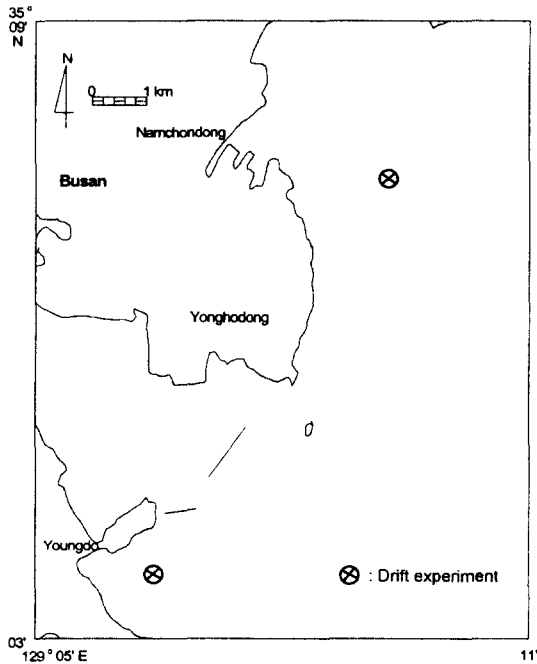 35°
09'
N
N
0 1 km
Namchondong
Busan
Yonghodong
Youngdo
: Drift experiment
03'
129° 05' E
11'